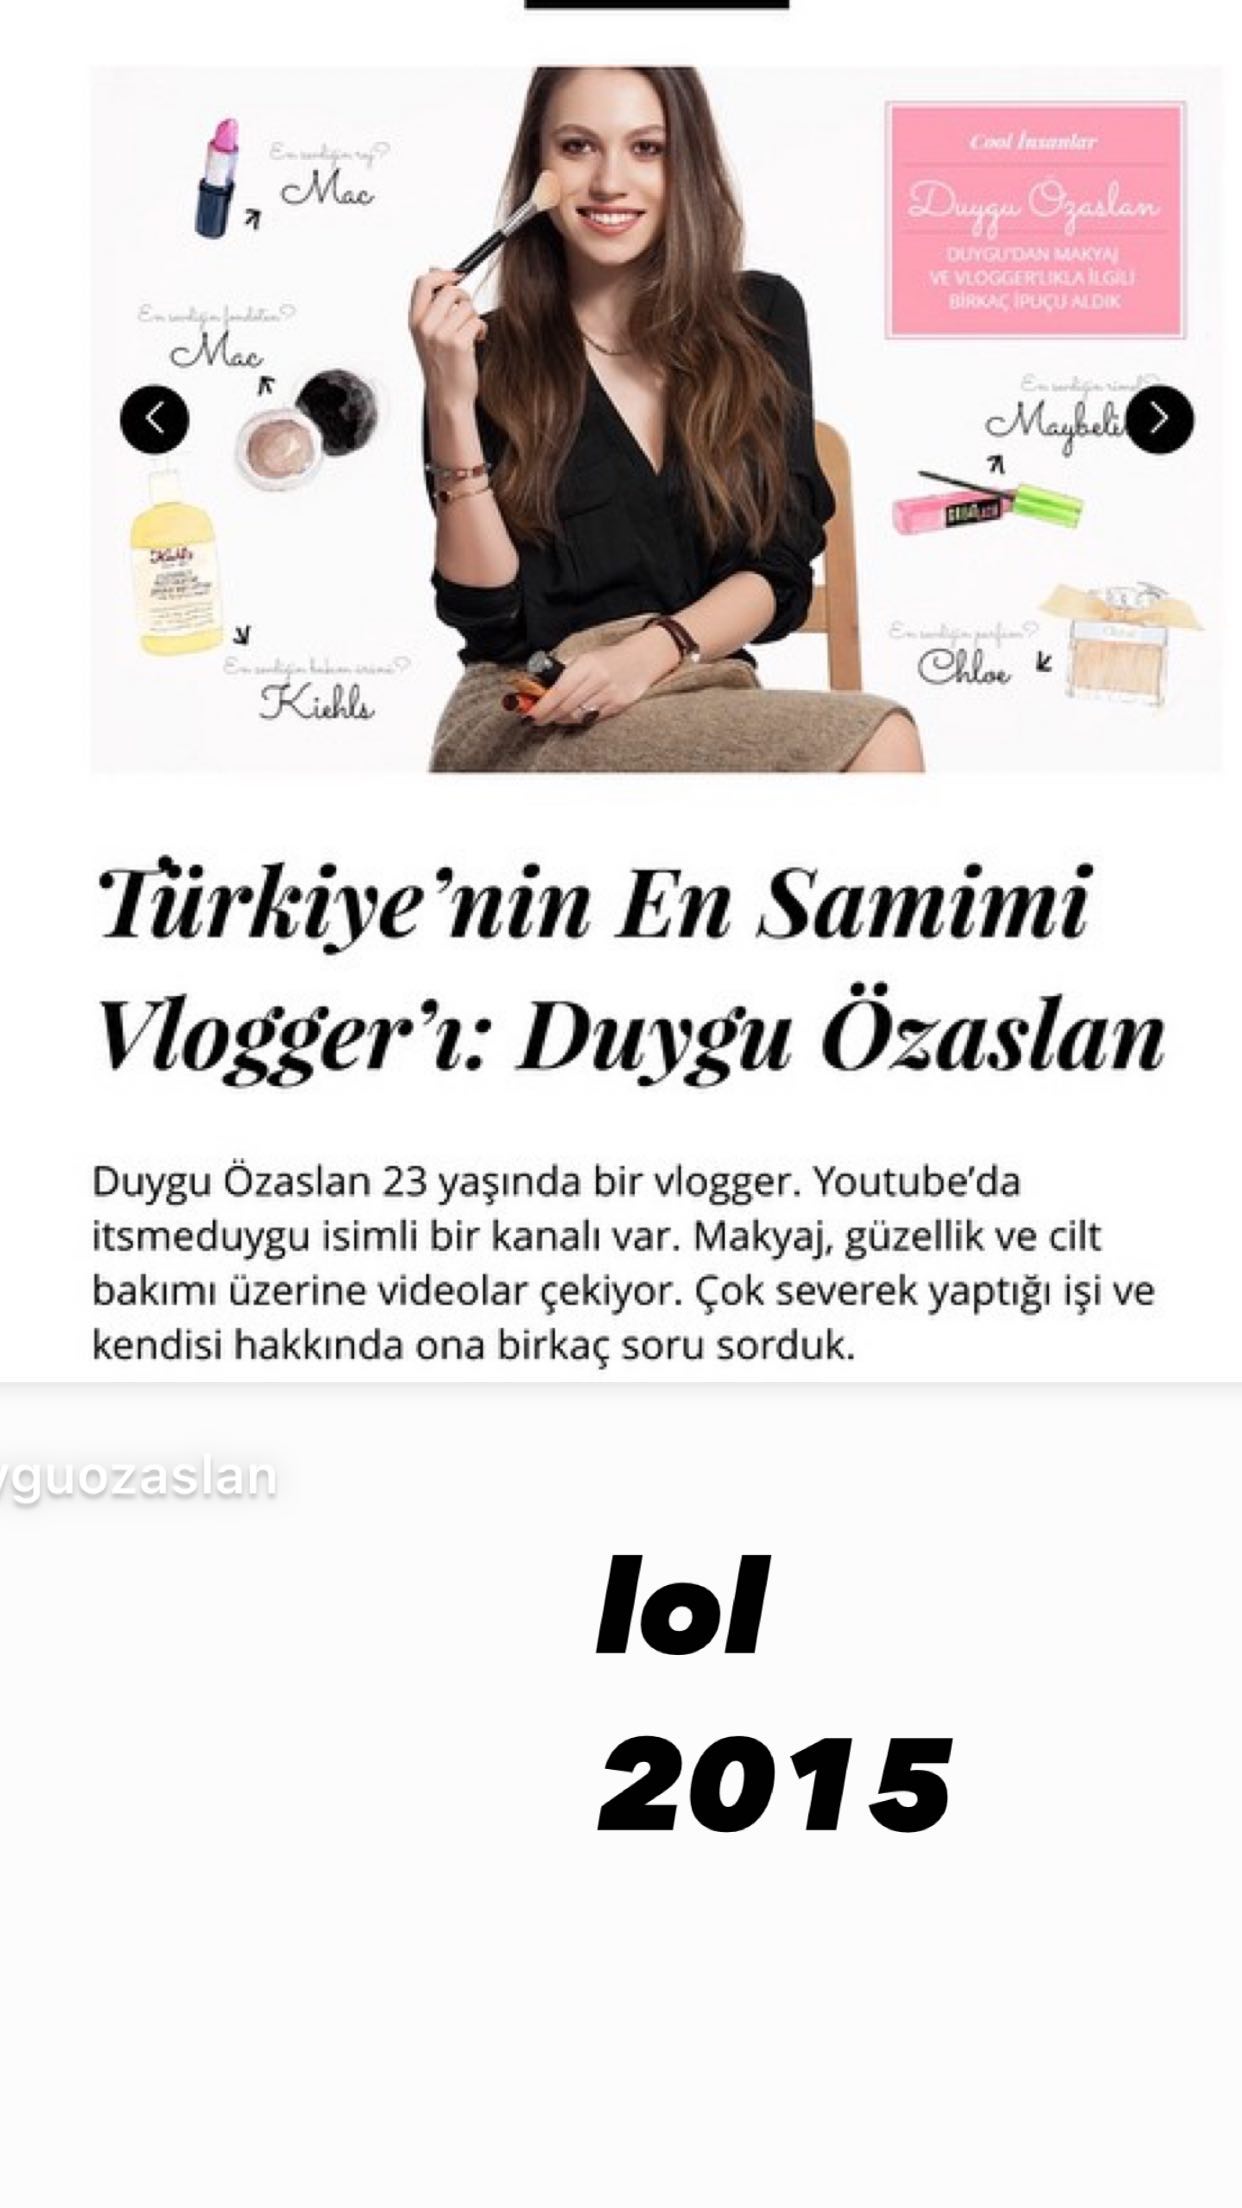 En sevdiğin ruj?
Mac
Cool İnsanlar
Duygu Özaslan
DUYGU'DAN MAKYAJ
VE VLOGGER'LIKLA İLGİLİ
BİRKAÇ İPUÇU ALDIK
En sevdiğin fondöten?
Mac
En sevdiğin rimel?
Maybeli
Kiehl's
En sevdiğin parfüm?
Chloe
En sevdiğin bakım ürünü?
Kiehls
Türkiye’nin En Samimi
Vlogger’ı: Duygu Özaslan
Duygu Özaslan 23 yaşında bir vlogger. Youtube’da
itsmeduygu isimli bir kanalı var. Makyaj, güzellik ve cilt
bakımı üzerine videolar çekiyor. Çok severek yaptığı işi ve
kendisi hakkında ona birkaç soru sorduk.
yguozaslan
lol
2015